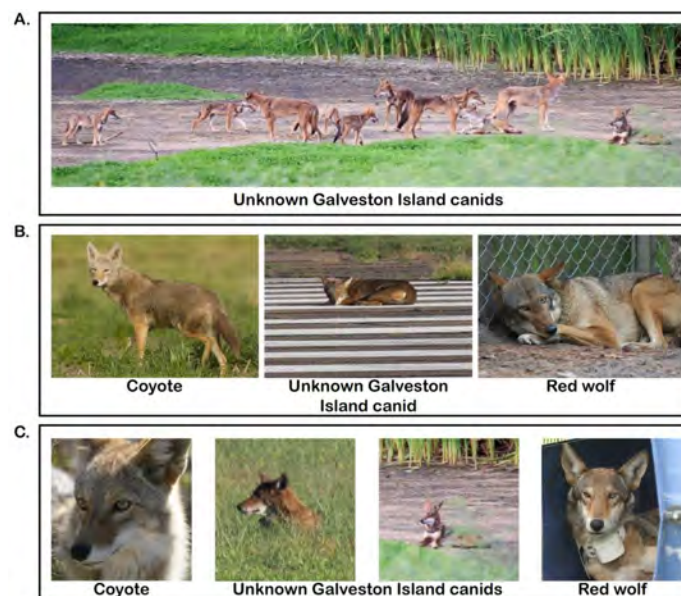 A.
Unknown Galveston Island canids
B.
Coyote
Unknown Galveston
Island canid
Red wolf
C.
Coyote
Unknown Galveston Island canids
Red wolf